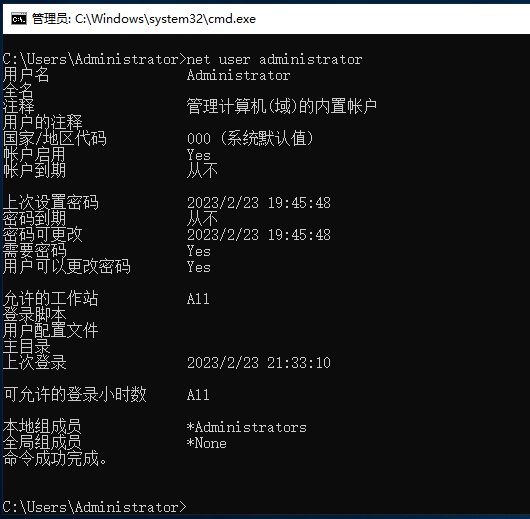 管理员: C:\Windows\system32\cmd.exe
C:\Users\Administrator>net user administrator
用户名 Administrator
全名
注释 管理计算机(域)的内置帐户
用户的注释
国家/地区代码 000 (系统默认值)
帐户启用 Yes
帐户到期 从不
上次设置密码 2023/2/23 19:45:48
密码到期 从不
密码可更改 2023/2/23 19:45:48
需要密码 Yes
用户可以更改密码 Yes
允许的工作站 All
登录脚本
用户配置文件
主目录
上次登录 2023/2/23 21:33:10
可允许的登录小时数 All
本地组成员 *Administrators
全局组成员 *None
命令成功完成。
C:\Users\Administrator>